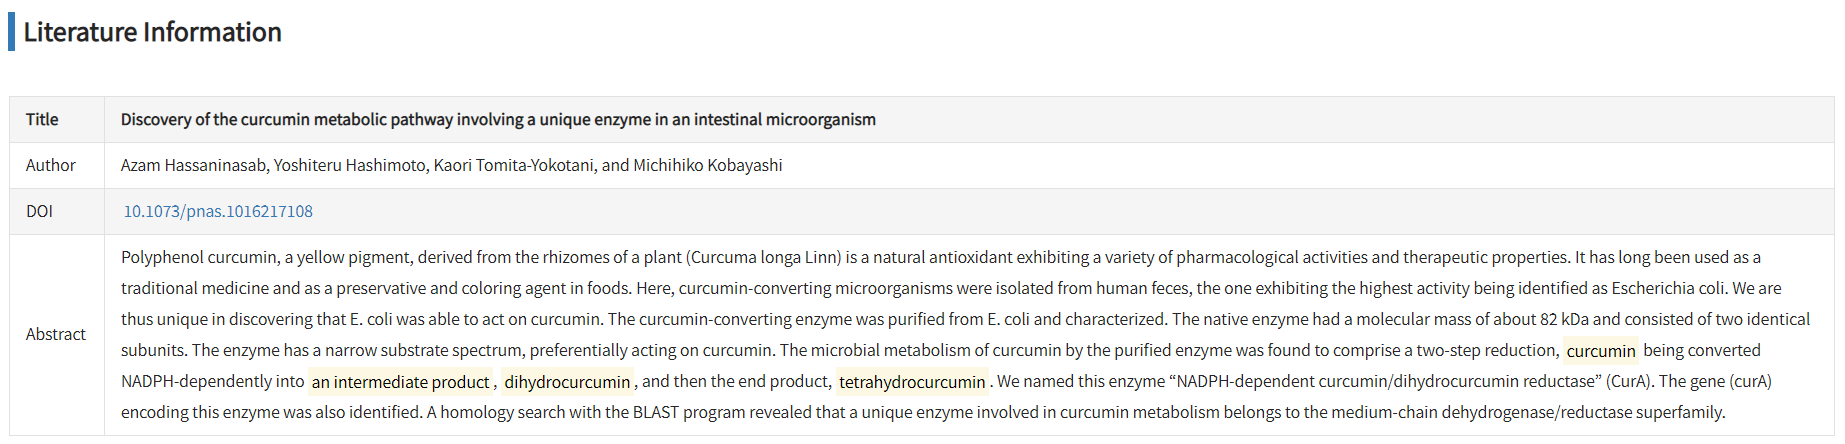 Literature Information
Title Discovery of the curcumin metabolic pathway involving a unique enzyme in an intestinal microorganism
Author Azam Hassaninasab, Yoshiteru Hashimoto, Kaori Tomita-Yokotani, and Michihiko Kobayashi
DOI 10.1073/pnas.1016217108
Polyphenol curcumin, a yellow pigment, derived from the rhizomes of a plant (Curcuma longa Linn) is a natural antioxidant exhibiting a variety of pharmacological activities and therapeutic properties. It has long been used as a
traditional medicine and as a preservative and coloring agent in foods. Here, curcumin-converting microorganisms were isolated from human feces, the one exhibiting the highest activity being identified as Escherichia coli. We are
thus unique in discovering that E. coli was able to act on curcumin. The curcumin-converting enzyme was purified from E. coli and characterized. The native enzyme had a molecular mass of about 82 kDa and consisted of two identical
Abstract
subunits. The enzyme has a narrow substrate spectrum, preferentially acting on curcumin. The microbial metabolism of curcumin by the purified enzyme was found to comprise a two-step reduction, curcumin being converted
NADPH-dependently into an intermediate product, dihydrocurcumin, and then the end product, tetrahydrocurcumin. We named this enzyme “NADPH-dependent curcumin/dihydrocurcumin reductase” (CurA). The gene (curA)
encoding this enzyme was also identified. A homology search with the BLAST program revealed that a unique enzyme involved in curcumin metabolism belongs to the medium-chain dehydrogenase/reductase superfamily.